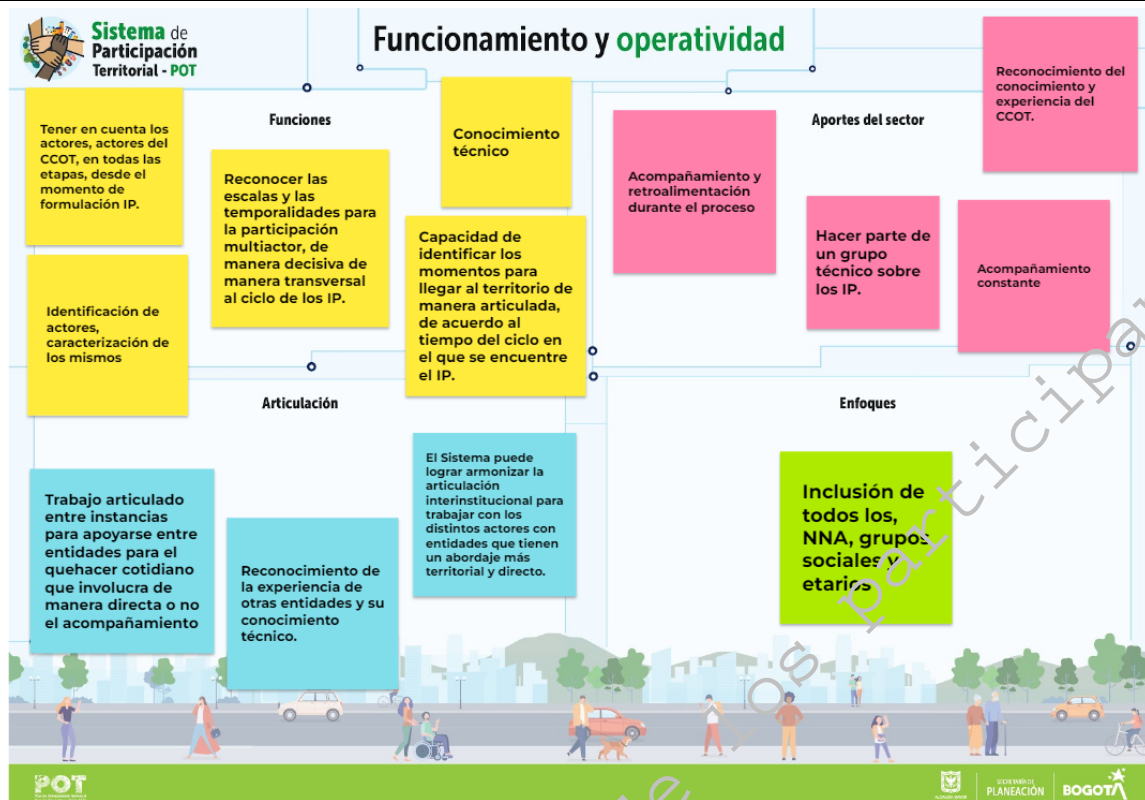 Sistema de
Participación
Territorial - POT
Funcionamiento y operatividad
Funciones
Tener en cuenta los
actores, actores del
CCOT, en todas las
etapas, desde el
momento de
formulación IP.
Reconocer las
escalas y las
temporalidades para
la participación
multiactor, de
manera decisiva de
manera transversal
al ciclo de los IP.
Conocimiento
técnico
Identificación de
actores,
caracterización de
los mismos
Capacidad de
identificar los
momentos para
llegar al territorio de
manera articulada,
de acuerdo al
tiempo del ciclo en
el que se encuentre
el IP.
Aportes del sector
Reconocimiento del
conocimiento y
experiencia del
CCOT.
Acompañamiento y
retroalimentación
durante el proceso
Hacer parte de
un grupo
técnico sobre
los IP.
Acompañamiento
constante
Articulación
Trabajo articulado
entre instancias
para apoyarse entre
entidades para el
quehacer cotidiano
que involucra de
manera directa o no
el acompañamiento
Reconocimiento de
la experiencia de
otras entidades y su
conocimiento
técnico.
El Sistema puede
lograr armonizar la
articulación
interinstitucional para
trabajar con los
distintos actores con
entidades que tienen
un abordaje más
territorial y directo.
Enfoques
Inclusión de
todos los,
NNA, grupos
sociales y
etarios
los particip
POT
SECRETARÍA DE
PLANEACIÓN
BOGOTÁ